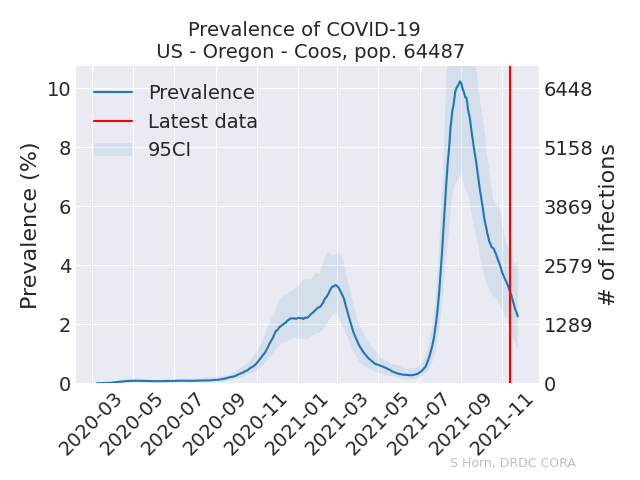 Prevalence of COVID-19
US - Oregon - Coos, pop. 64487
Prevalence
Latest data
95CI
Prevalence (%)
10
8
6
4
2
0
6448
5158
3869
2579
1289
0
# of infections
2020-03
2020-05
2020-07
2020-09
2020-11
2021-01
2021-03
2021-05
2021-07
2021-09
2021-11
S Horn, DRDC CORA